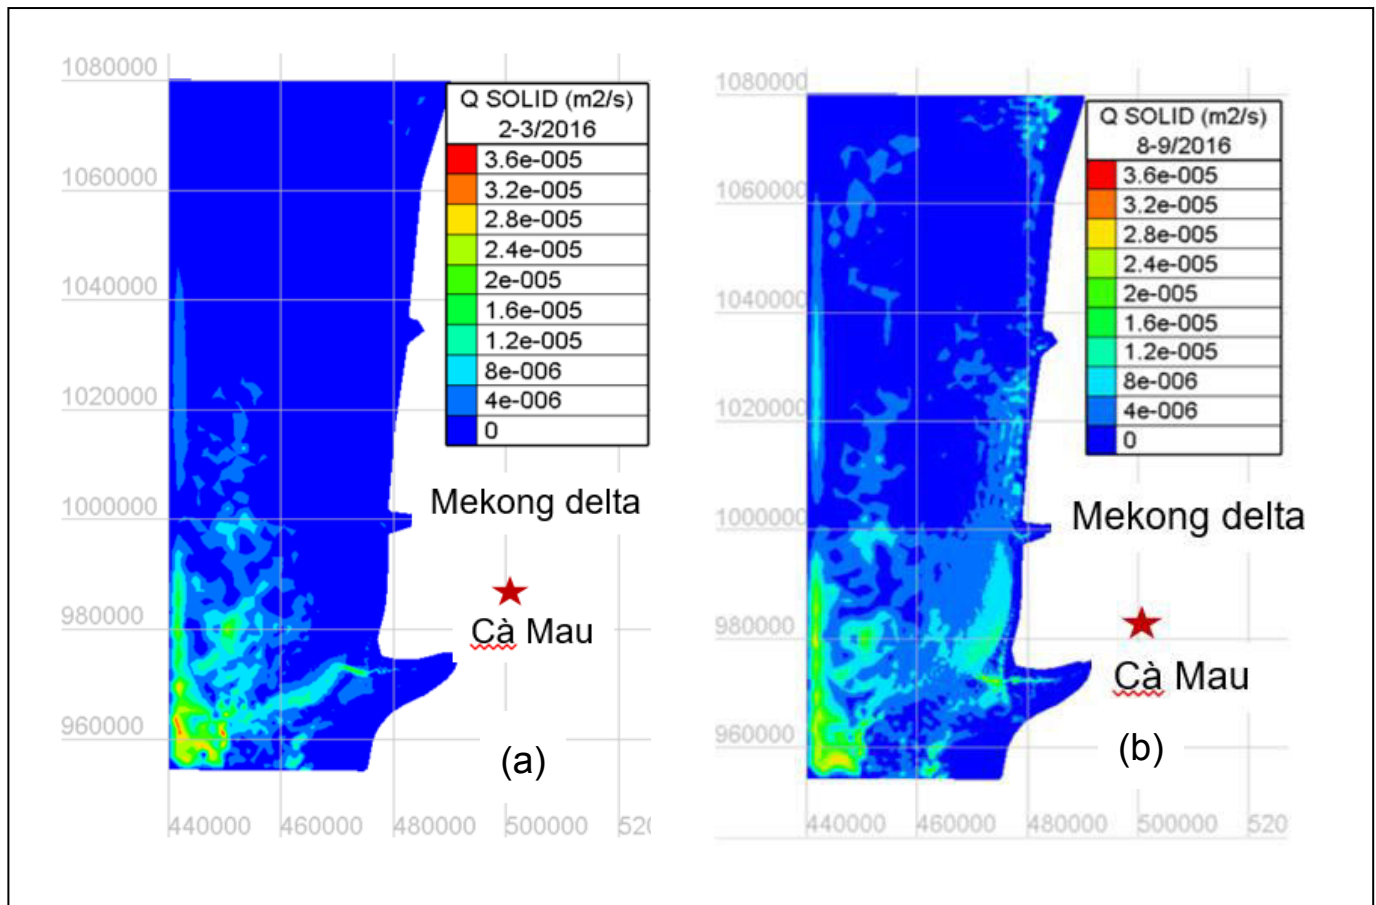 1080000
Q SOLID (m2/s)
2-3/2016
3.6e-005
1060000
3.2e-005
2.8e-005
2.4e-005
2e-005
1040000
1.6e-005
1.2e-005
8e-006
1020000
4e-006
0
Mekong delta
1000000
Cà Mau
980000
960000
(a)
440000 460000 480000 500000 520
1080000
Q SOLID (m2/s)
8-9/2016
3.6e-005
1060000
3.2e-005
2.8e-005
2.4e-005
2e-005
1040000
1.6e-005
1.2e-005
8e-006
1020000
4e-006
0
Mekong delta
1000000
980000
Cà Mau
960000
(b)
440000 460000 480000 500000 520